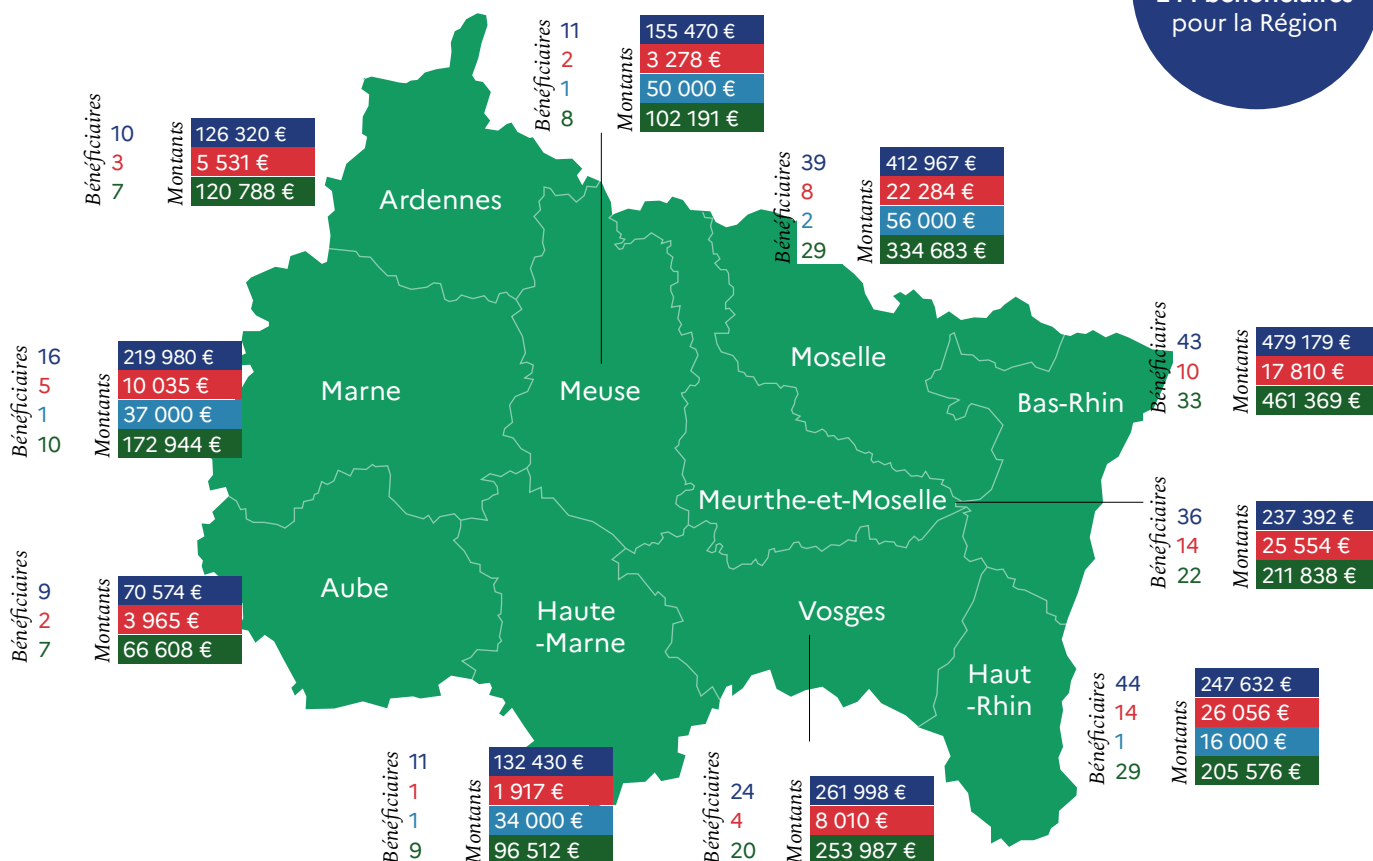 pour la Région
Bénéficiaires
11
2
1
8
Montants
155 470 €
3 278 €
50 000 €
102 191 €
Bénéficiaires
10
3
7
Montants
126 320 €
5 531 €
120 788 €
Bénéficiaires
39
8
2
29
Montants
412 967 €
22 284 €
56 000 €
334 683 €
Ardennes
Bénéficiaires
16
5
1
10
Montants
219 980 €
10 035 €
37 000 €
172 944 €
Marne
Meuse
Moselle
Bas-Rhin
Bénéficiaires
43
10
33
Montants
479 179 €
17 810 €
461 369 €
Meurthe-et-Moselle
Bénéficiaires
36
14
22
Montants
237 392 €
25 554 €
211 838 €
Bénéficiaires
9
2
7
Montants
70 574 €
3 965 €
66 608 €
Aube
Haute
-Marne
Vosges
Haut
-Rhin
Bénéficiaires
44
14
1
29
Montants
247 632 €
26 056 €
16 000 €
205 576 €
Bénéficiaires
11
1
1
9
Montants
132 430 €
1 917 €
34 000 €
96 512 €
Bénéficiaires
24
4
20
Montants
261 998 €
8 010 €
253 987 €